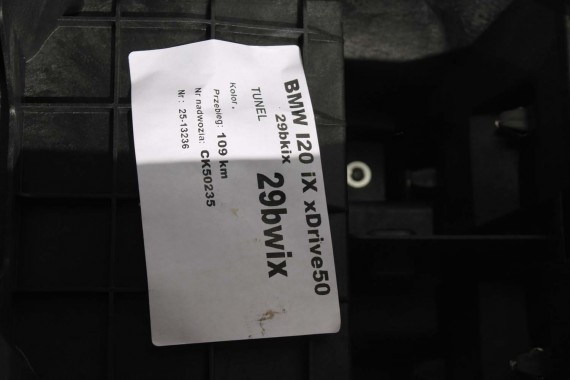 BMW I20 iX xDrive50
29bkix 29bwix
TUNEL
Kolor,
Przebieg: 109 km
Nr nadwozia: CK50235
Nr : 25-13236